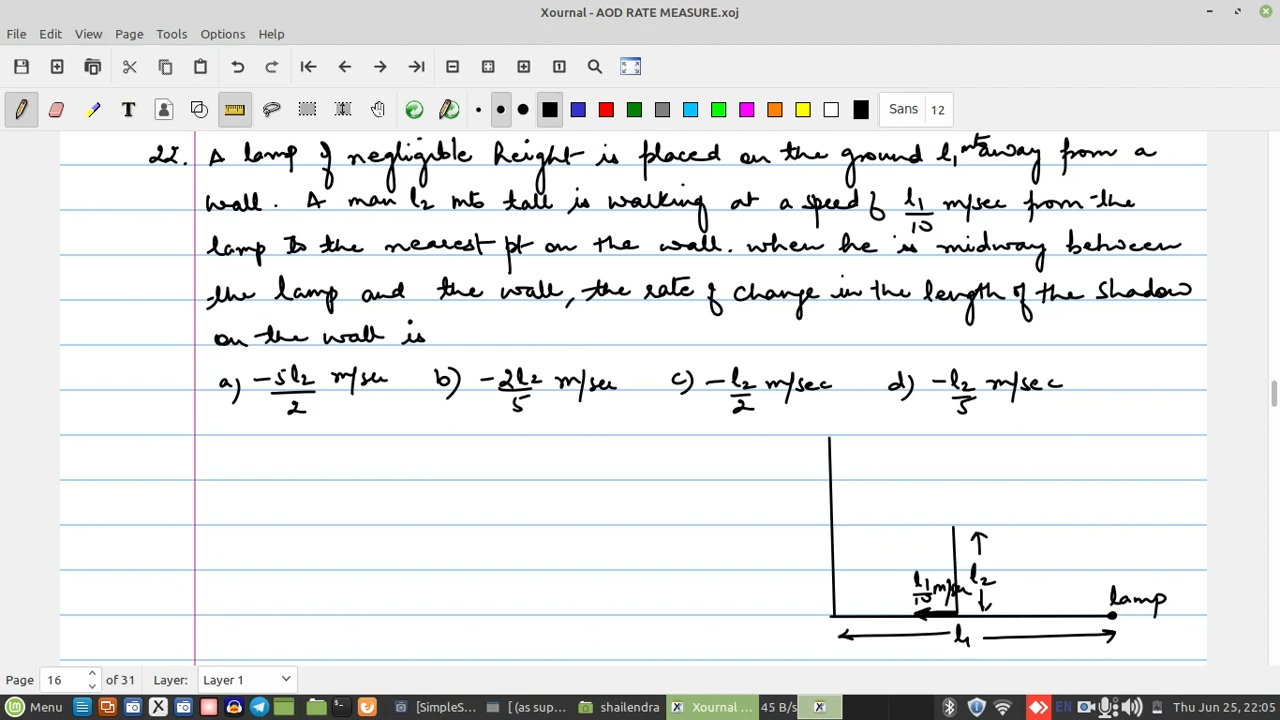 Xournal - AOD RATE MEASURE.xoj
File Edit View Page Tools Options Help
Sans 12
22. A lamp of negligible height is placed on the ground l₁ mts away from a
wall. A man l₂ mts tall is walking at a speed of l₁/10 m/sec from the
lamp to the nearest pt on the wall. when he is midway between
the lamp and the wall, the rate of change in the length of the shadow
on the wall is
a) -5l₂/2 m/sec b) -2l₂/5 m/sec c) -l₂/2 m/sec d) -l₂/5 m/sec
l₁/10 m/sec l₂ lamp
l₁
Page 16 of 31 Layer: Layer 1
Menu [SimpleS... [ (as sup... shailendra Xournal ... 45 B/s EN Thu Jun 25, 22:05